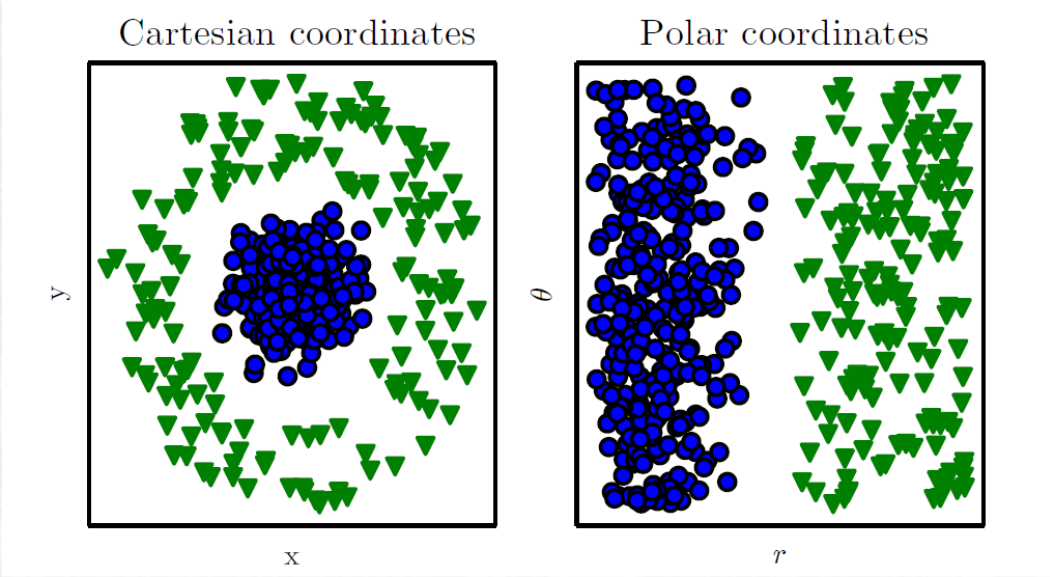 Cartesian coordinates
Polar coordinates
y
θ
x
r